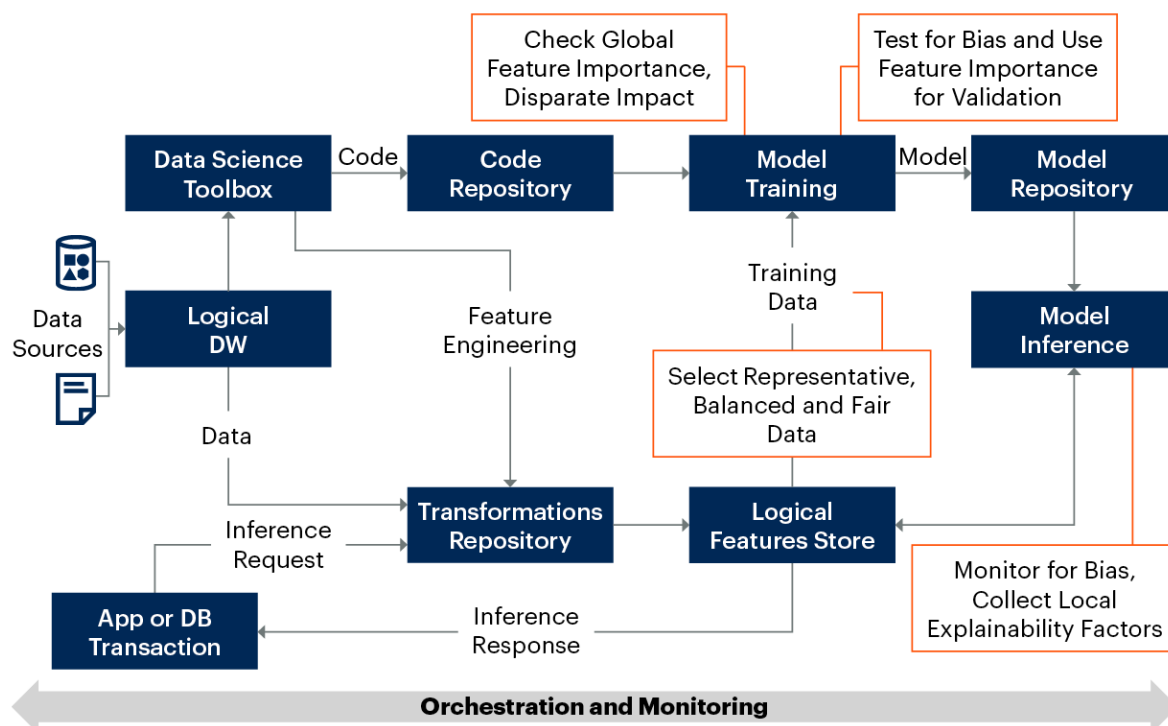 Check Global
Feature Importance,
Disparate Impact
Test for Bias and Use
Feature Importance
for Validation
Data Science
Toolbox
Code
Code
Repository
Model
Training
Model
Model
Repository
Data
Sources
Logical
DW
Feature
Engineering
Training
Data
Model
Inference
Select Representative,
Balanced and Fair
Data
Data
Transformations
Repository
Logical
Features Store
Inference
Request
Monitor for Bias,
Collect Local
Explainability Factors
App or DB
Transaction
Inference
Response
Orchestration and Monitoring